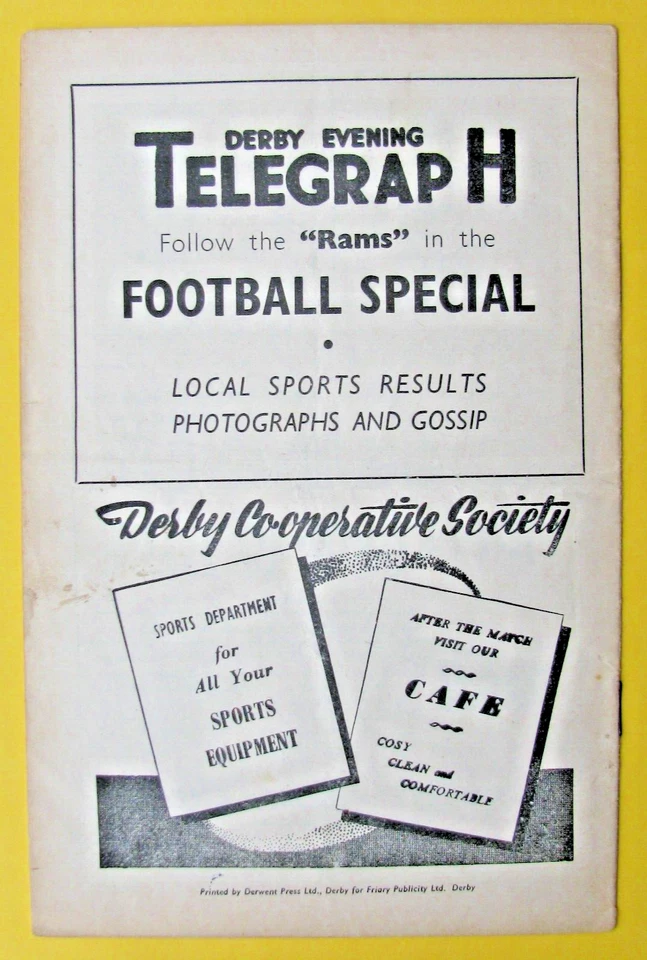 DERBY EVENING
TELEGRAPH
Follow the "Rams" in the
FOOTBALL SPECIAL
•
LOCAL SPORTS RESULTS
PHOTOGRAPHS AND GOSSIP
Derby Co-operative Society
SPORTS DEPARTMENT
for
All Your
SPORTS
EQUIPMENT
AFTER THE MATCH
VISIT OUR
CAFE
COSY
CLEAN and
COMFORTABLE
Printed by Derwent Press Ltd., Derby for Friary Publicity Ltd. Derby